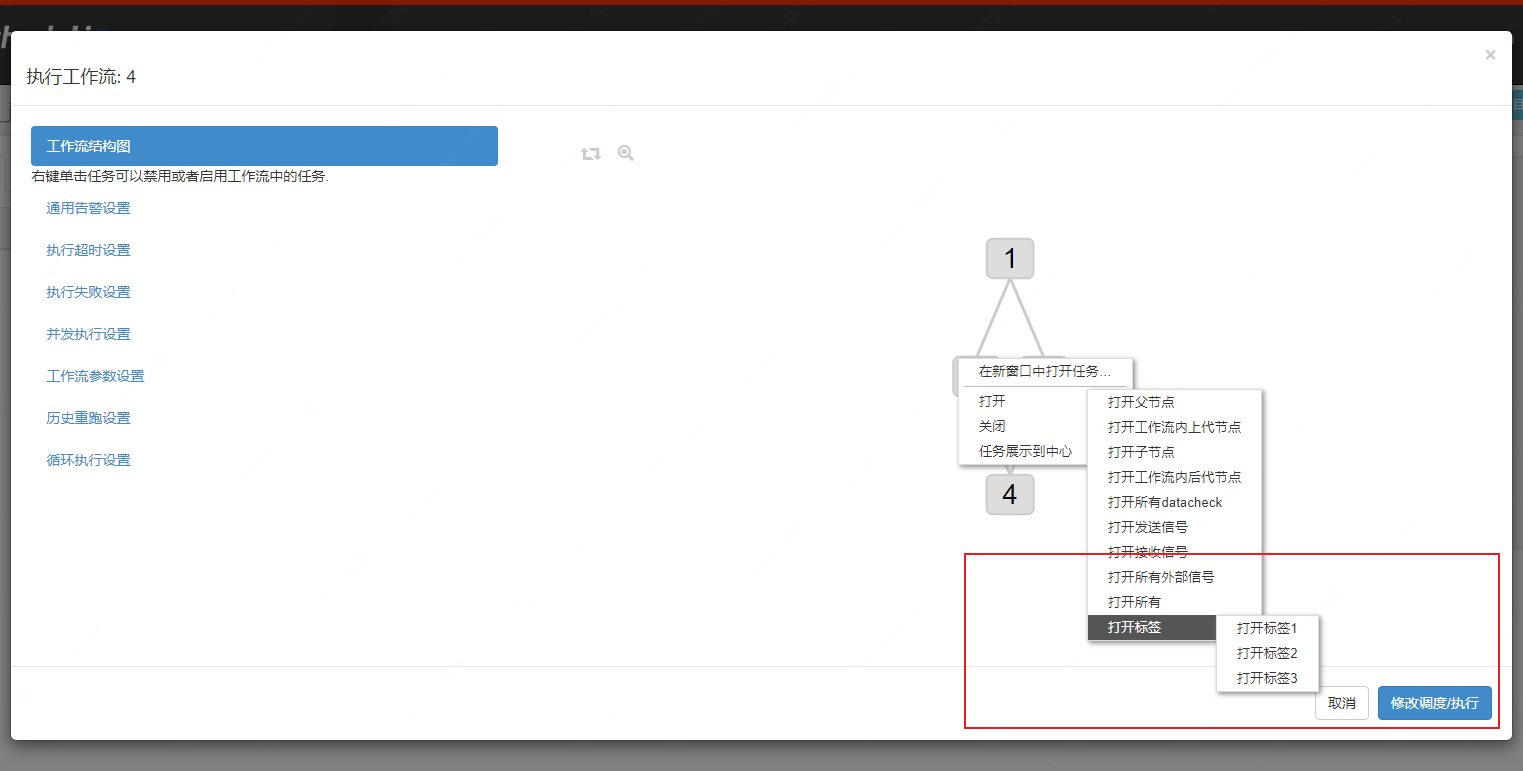 执行工作流: 4
×
工作流结构图
右键单击任务可以禁用或者启用工作流中的任务.
通用告警设置
执行超时设置
执行失败设置
并发执行设置
工作流参数设置
历史重跑设置
循环执行设置
1
在新窗口中打开任务...
打开
关闭
任务展示到中心
4
打开父节点
打开工作流内上代节点
打开子节点
打开工作流内后代节点
打开所有datacheck
打开发送信号
打开接收信号
打开所有外部信号
打开所有
打开标签
打开标签1
打开标签2
打开标签3
取消
修改调度/执行